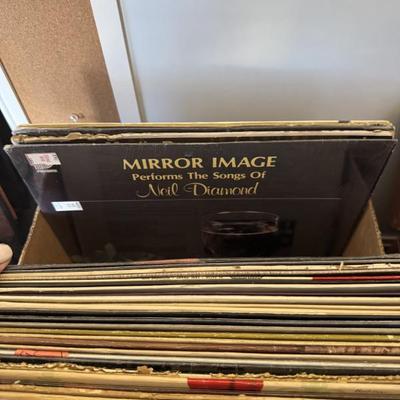 MIRROR IMAGE
Performs The Songs Of
Neil Diamond